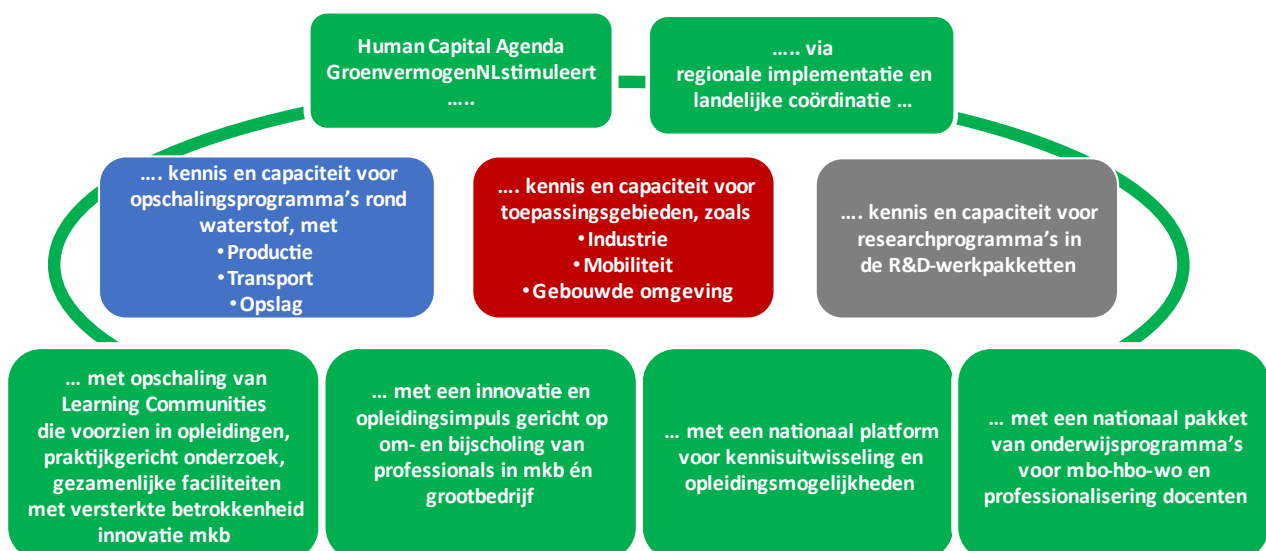 Human Capital Agenda
GroenvermogenNLstimuleert
.....
..... via
regionale implementatie en
landelijke coördinatie ...
.... kennis en capaciteit voor
opschalingsprogramma's rond
waterstof, met
• Productie
• Transport
• Opslag
.... kennis en capaciteit voor
toepassingsgebieden, zoals
• Industrie
• Mobiliteit
• Gebouwde omgeving
.... kennis en capaciteit voor
researchprogramma's in
de R&D-werkpakketten
... met opschaling van
Learning Communities
die voorzien in opleidingen,
praktijkgericht onderzoek,
gezamenlijke faciliteiten
met versterkte betrokkenheid
innovatie mkb
... met een innovatie en
opleidingsimpuls gericht op
om- en bijscholing van
professionals in mkb én
grootbedrijf
... met een nationaal platform
voor kennisuitwisseling en
opleidingsmogelijkheden
... met een nationaal pakket
van onderwijsprogramma's
voor mbo-hbo-wo en
professionalisering docenten